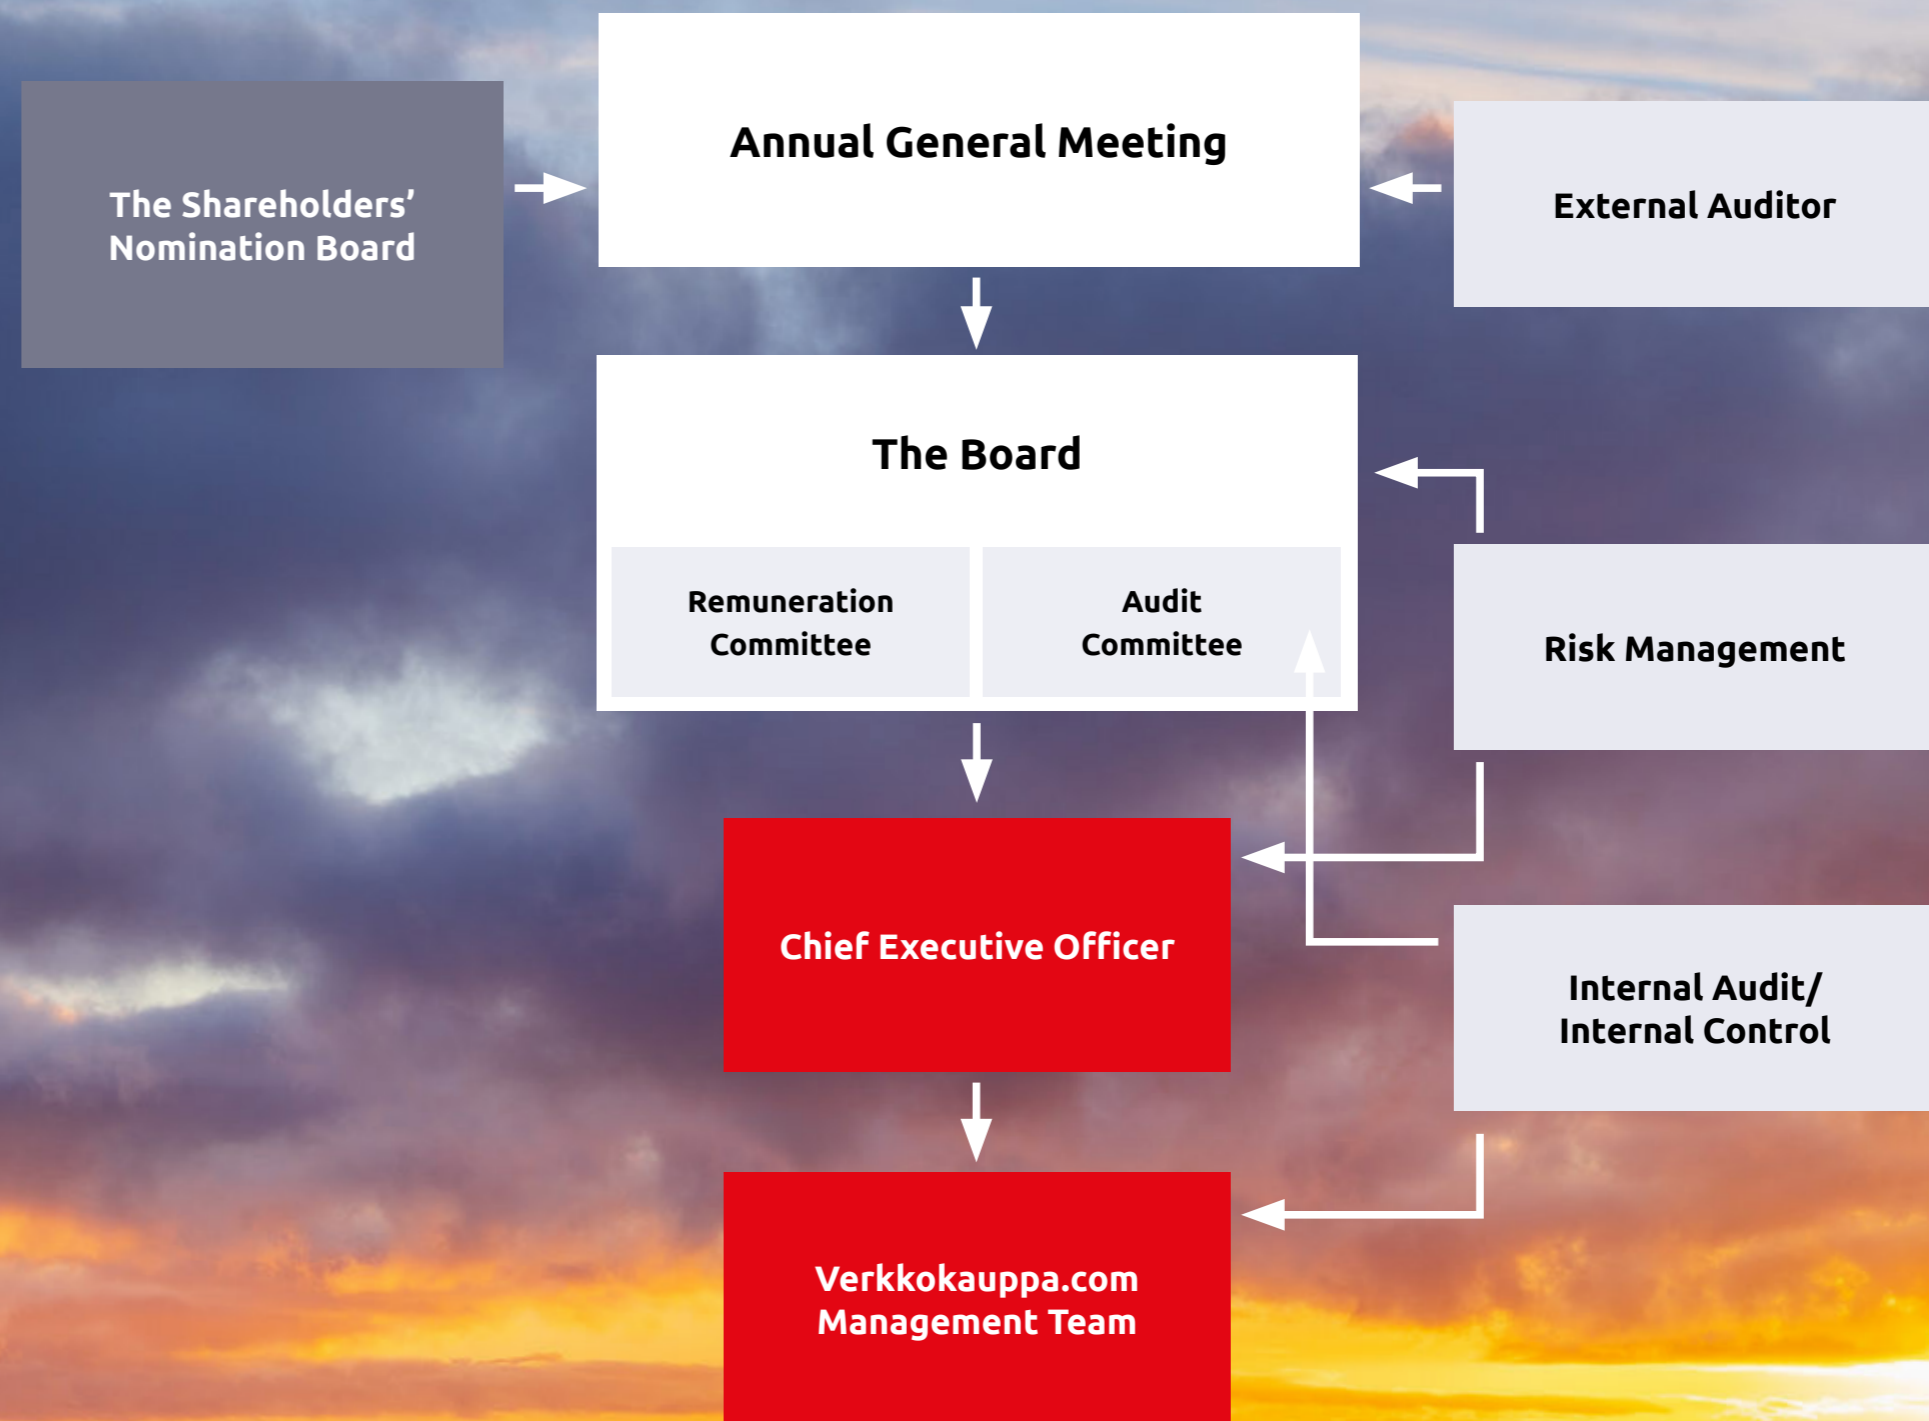 Annual General Meeting
The Shareholders’
Nomination Board
External Auditor
The Board
Remuneration
Committee
Audit
Committee
Risk Management
Chief Executive Officer
Internal Audit/
Internal Control
Verkkokauppa.com
Management Team